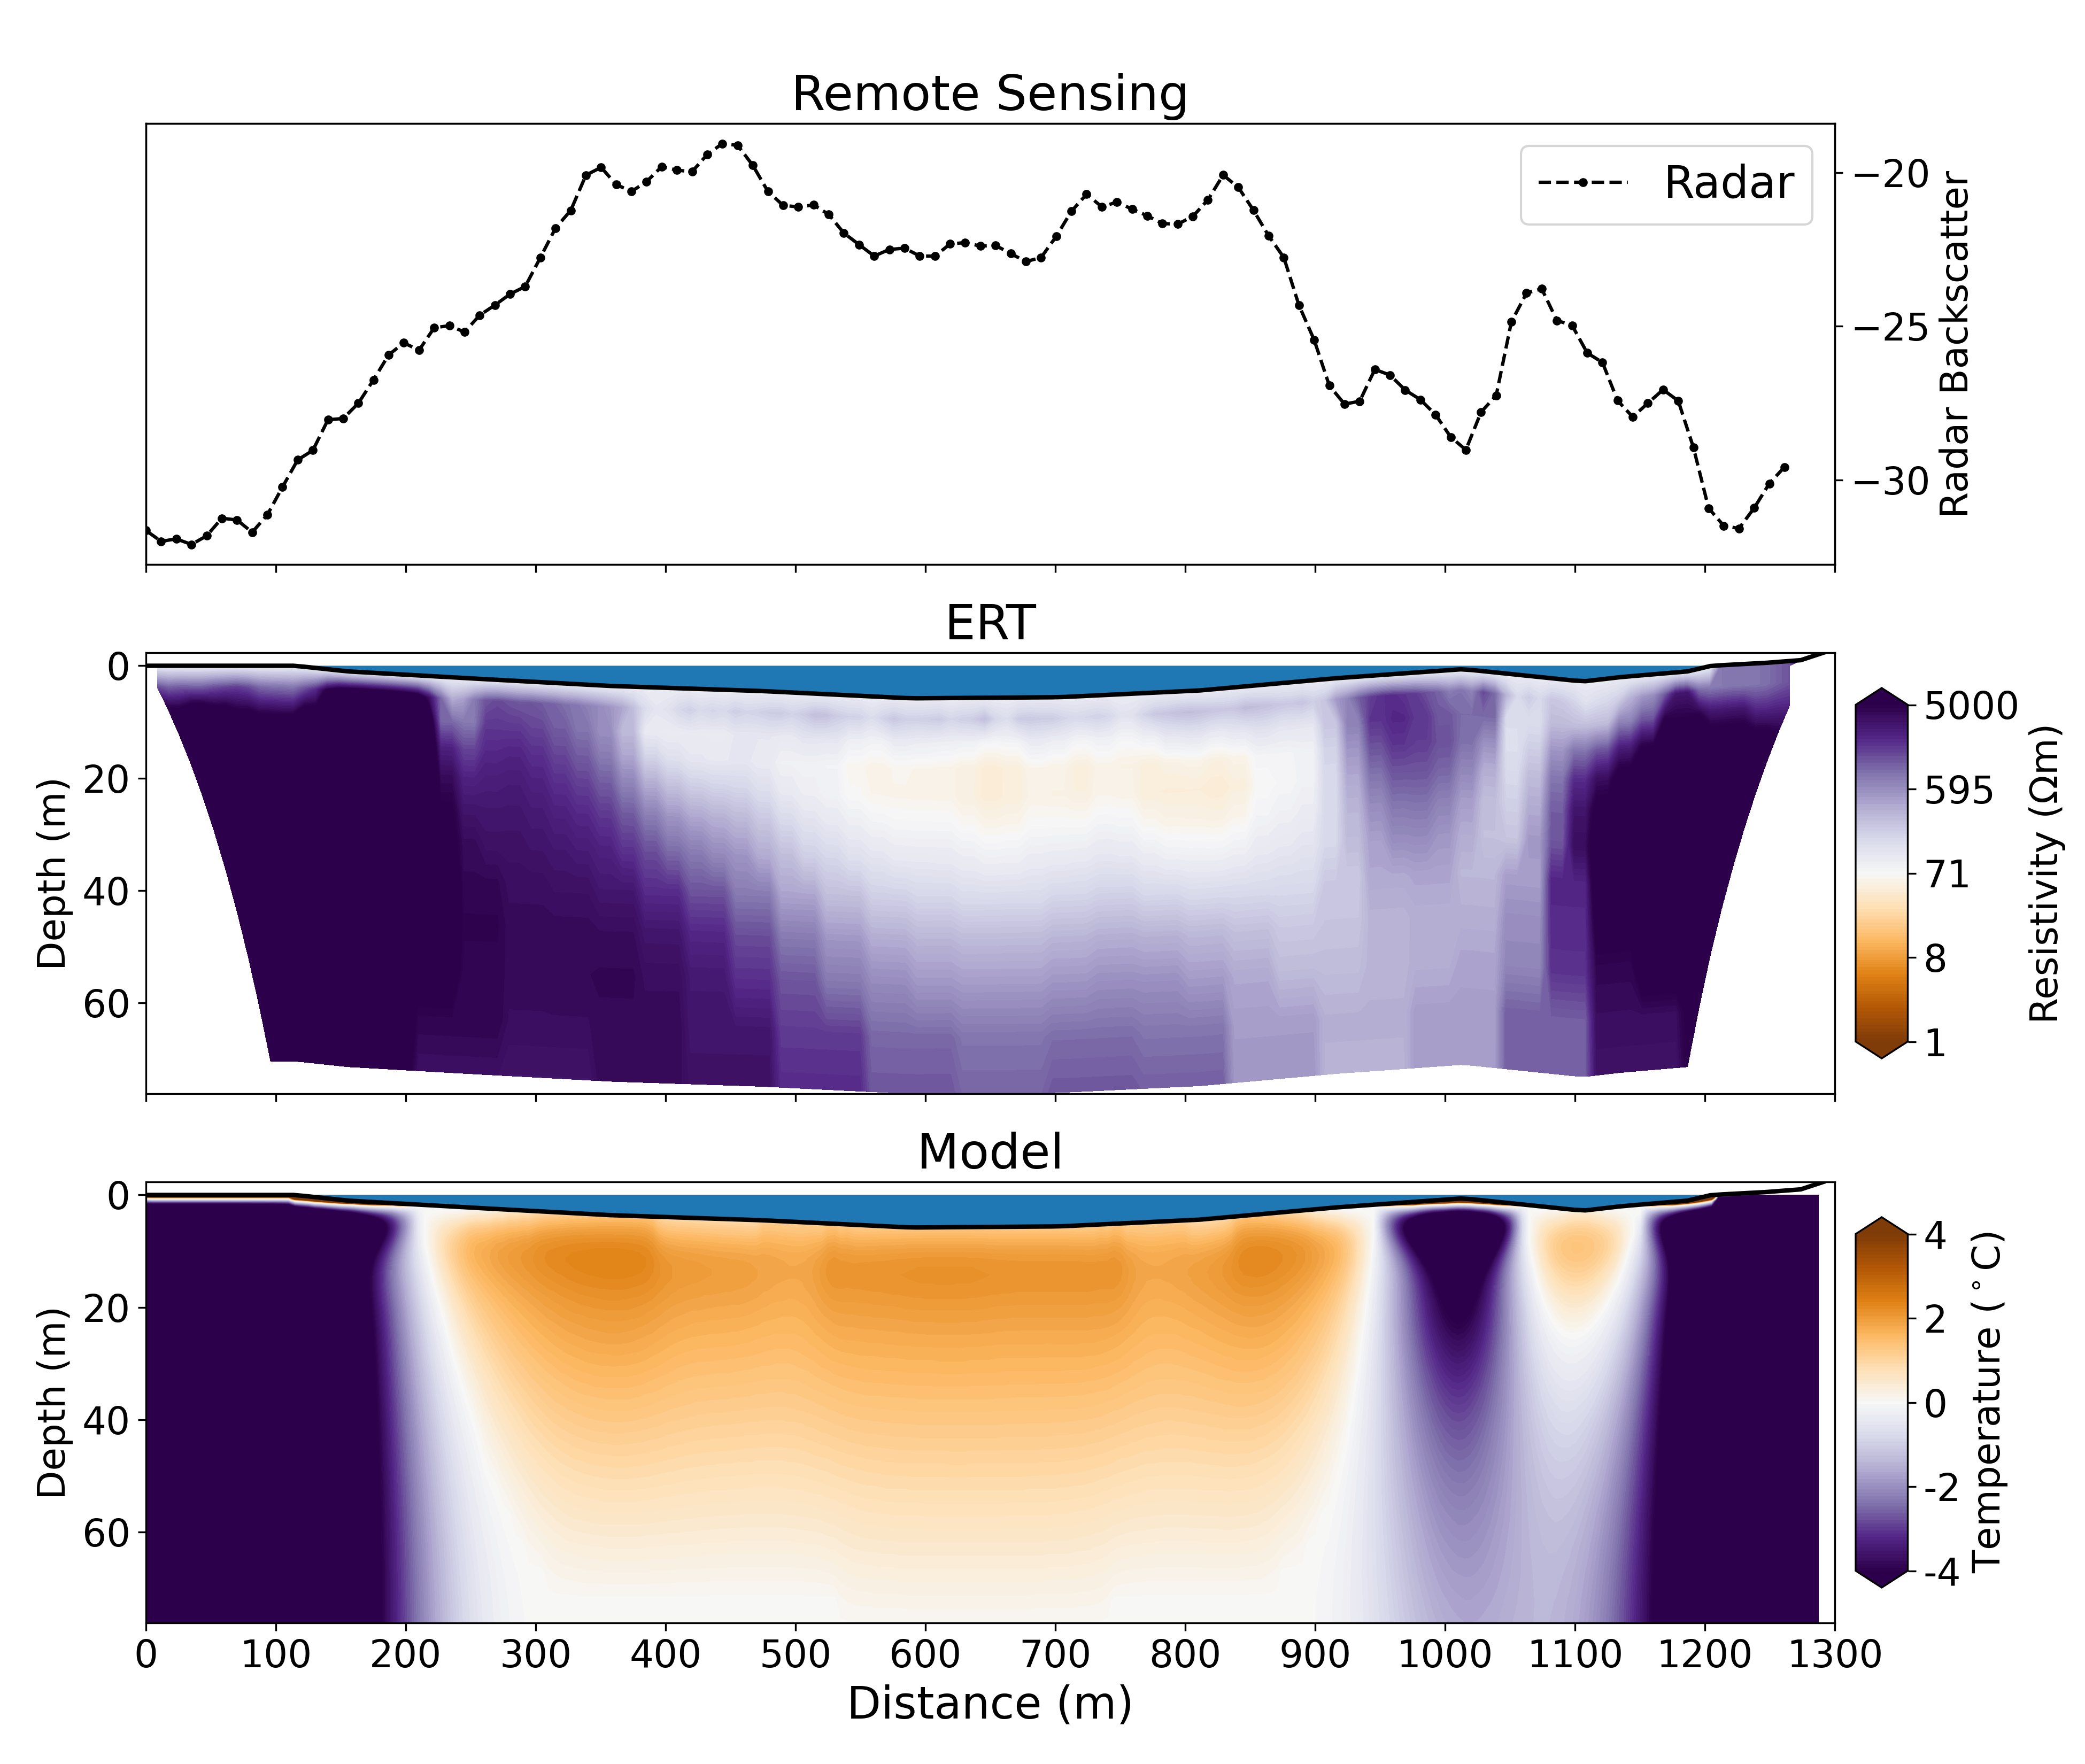 Remote Sensing
Radar
−20
−25
−30
Radar Backscatter
ERT
0
20
40
60
Depth (m)
5000
595
71
8
1
Resistivity (Ωm)
Model
0
20
40
60
Depth (m)
4
2
0
-2
-4
Temperature (°C)
0 100 200 300 400 500 600 700 800 900 1000 1100 1200 1300
Distance (m)